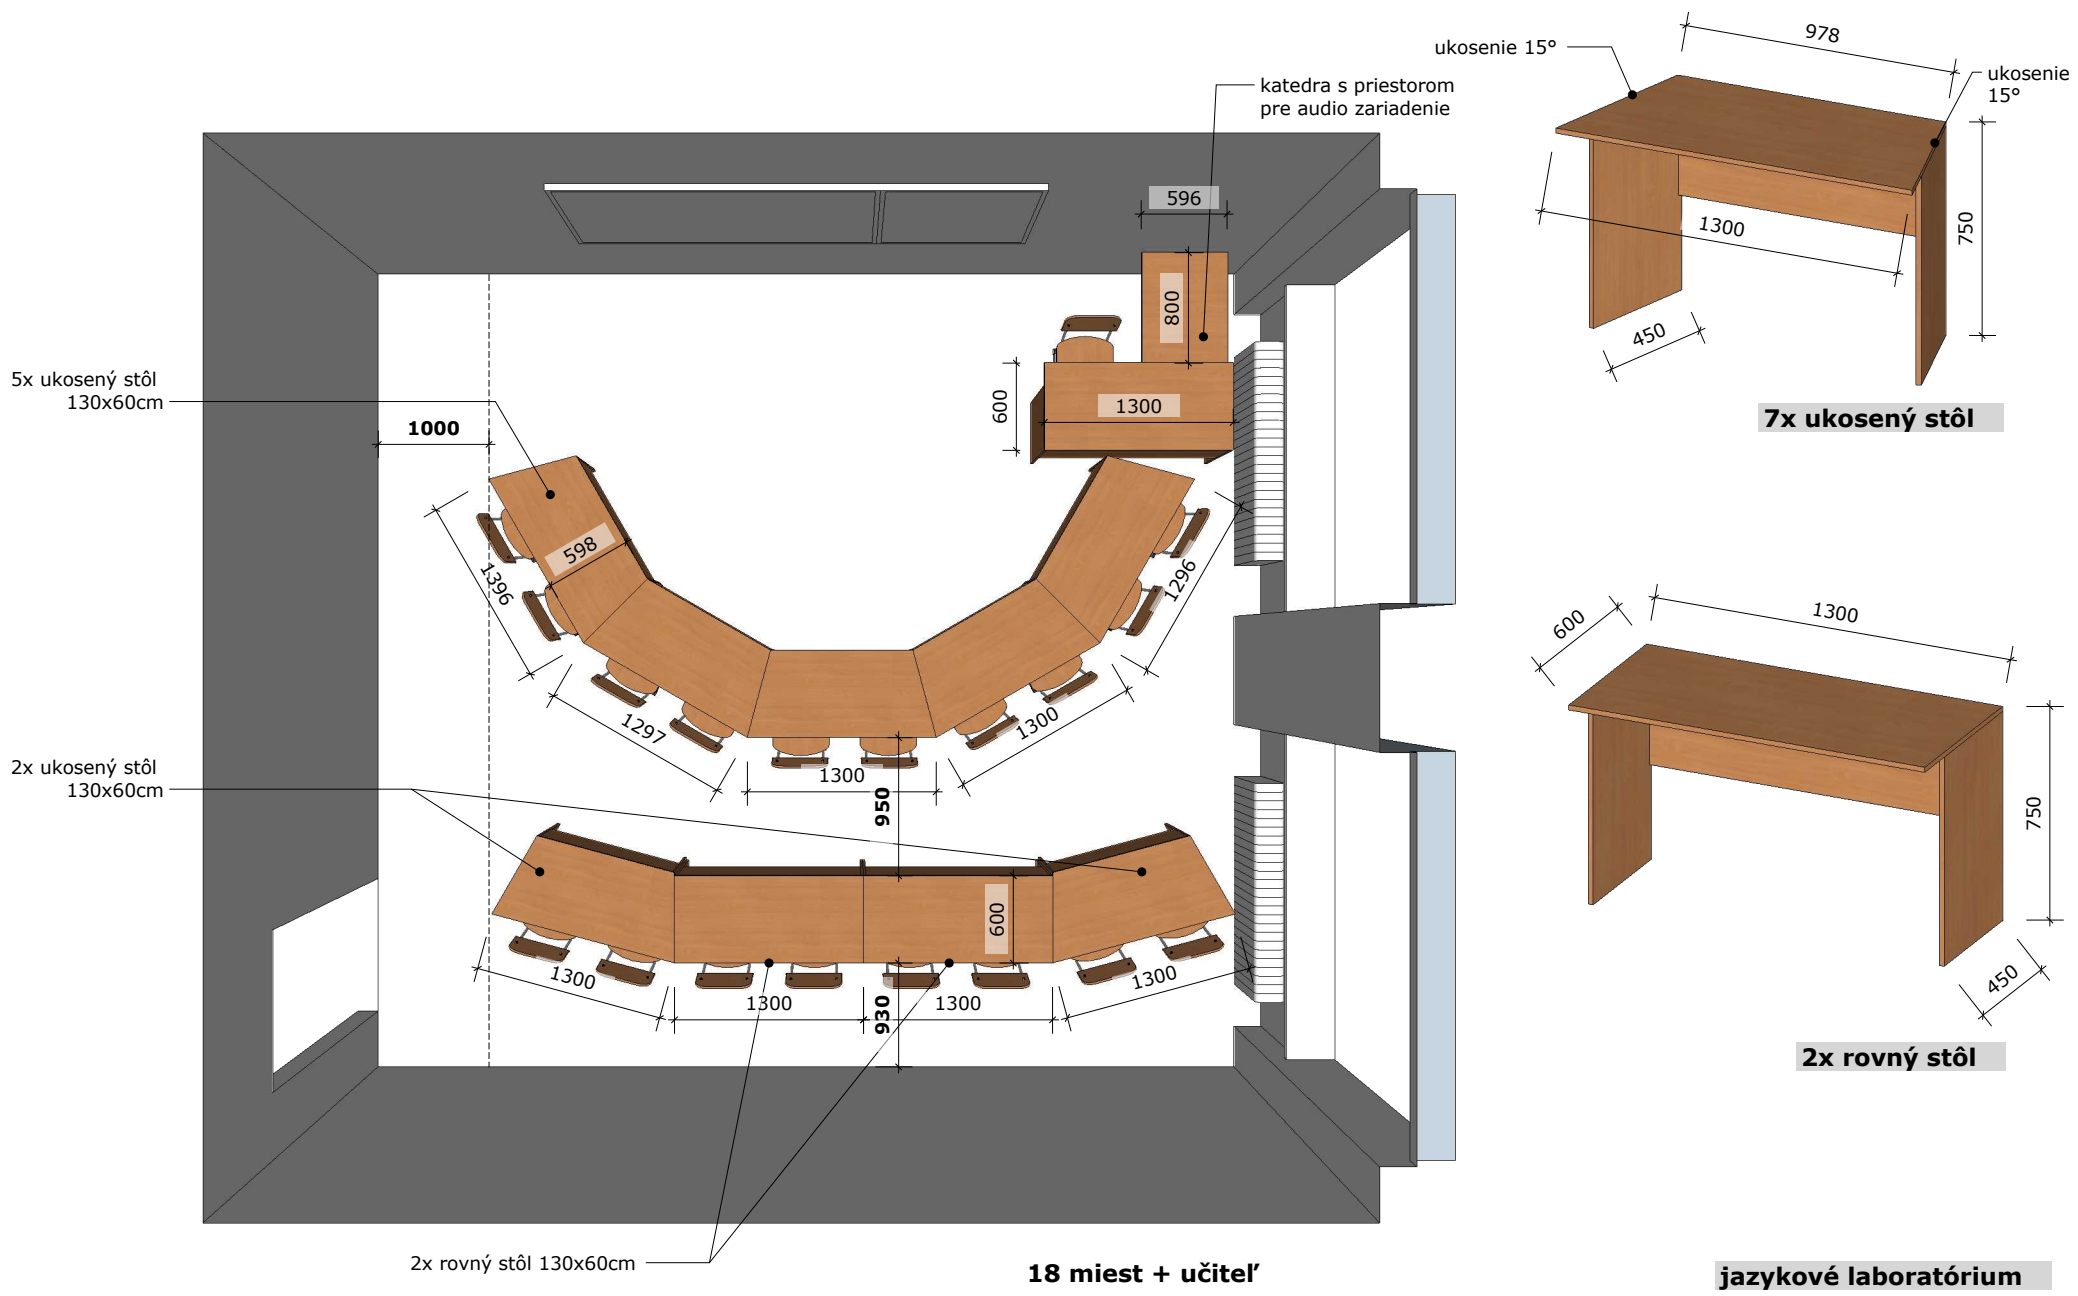 978
ukosenie 15°
ukosenie
15°
katedra s priestorom
pre audio zariadenie
750
1300
450
7x ukosený stôl
596
800
600
1300
5x ukosený stôl
130x60cm
1000
598
1396
1296
1297
1300
1300
950
2x ukosený stôl
130x60cm
600
1300
1300
1300
1300
930
2x rovný stôl 130x60cm
600
1300
750
450
2x rovný stôl
18 miest + učiteľ
jazykové laboratórium